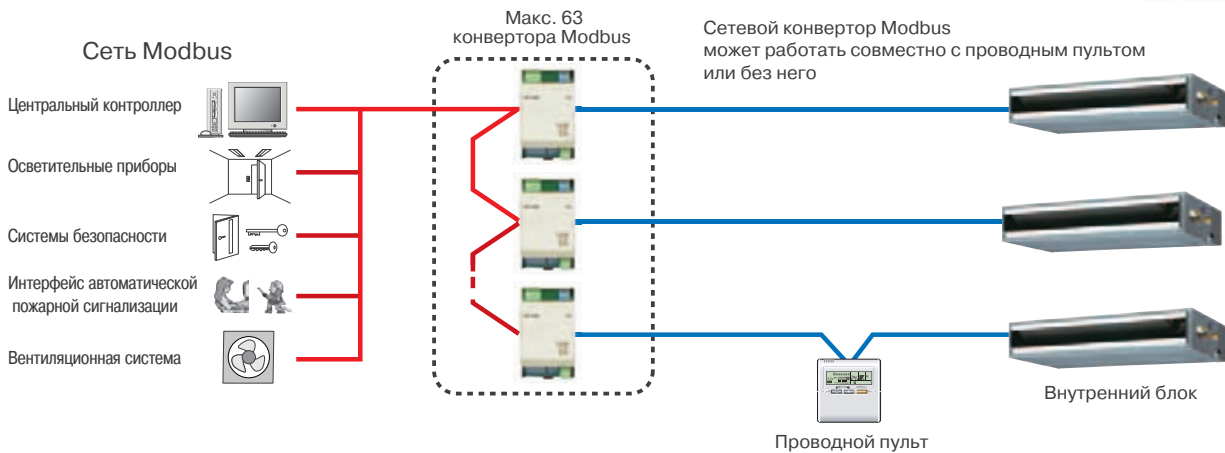 Сеть Modbus
Макс. 63
конвертора Modbus
Сетевой конвертор Modbus
может работать совместно с проводным пультом
или без него
Центральный контроллер
Осветительные приборы
Системы безопасности
Интерфейс автоматической
пожарной сигнализации
Вентиляционная система
Проводной пульт
Внутренний блок